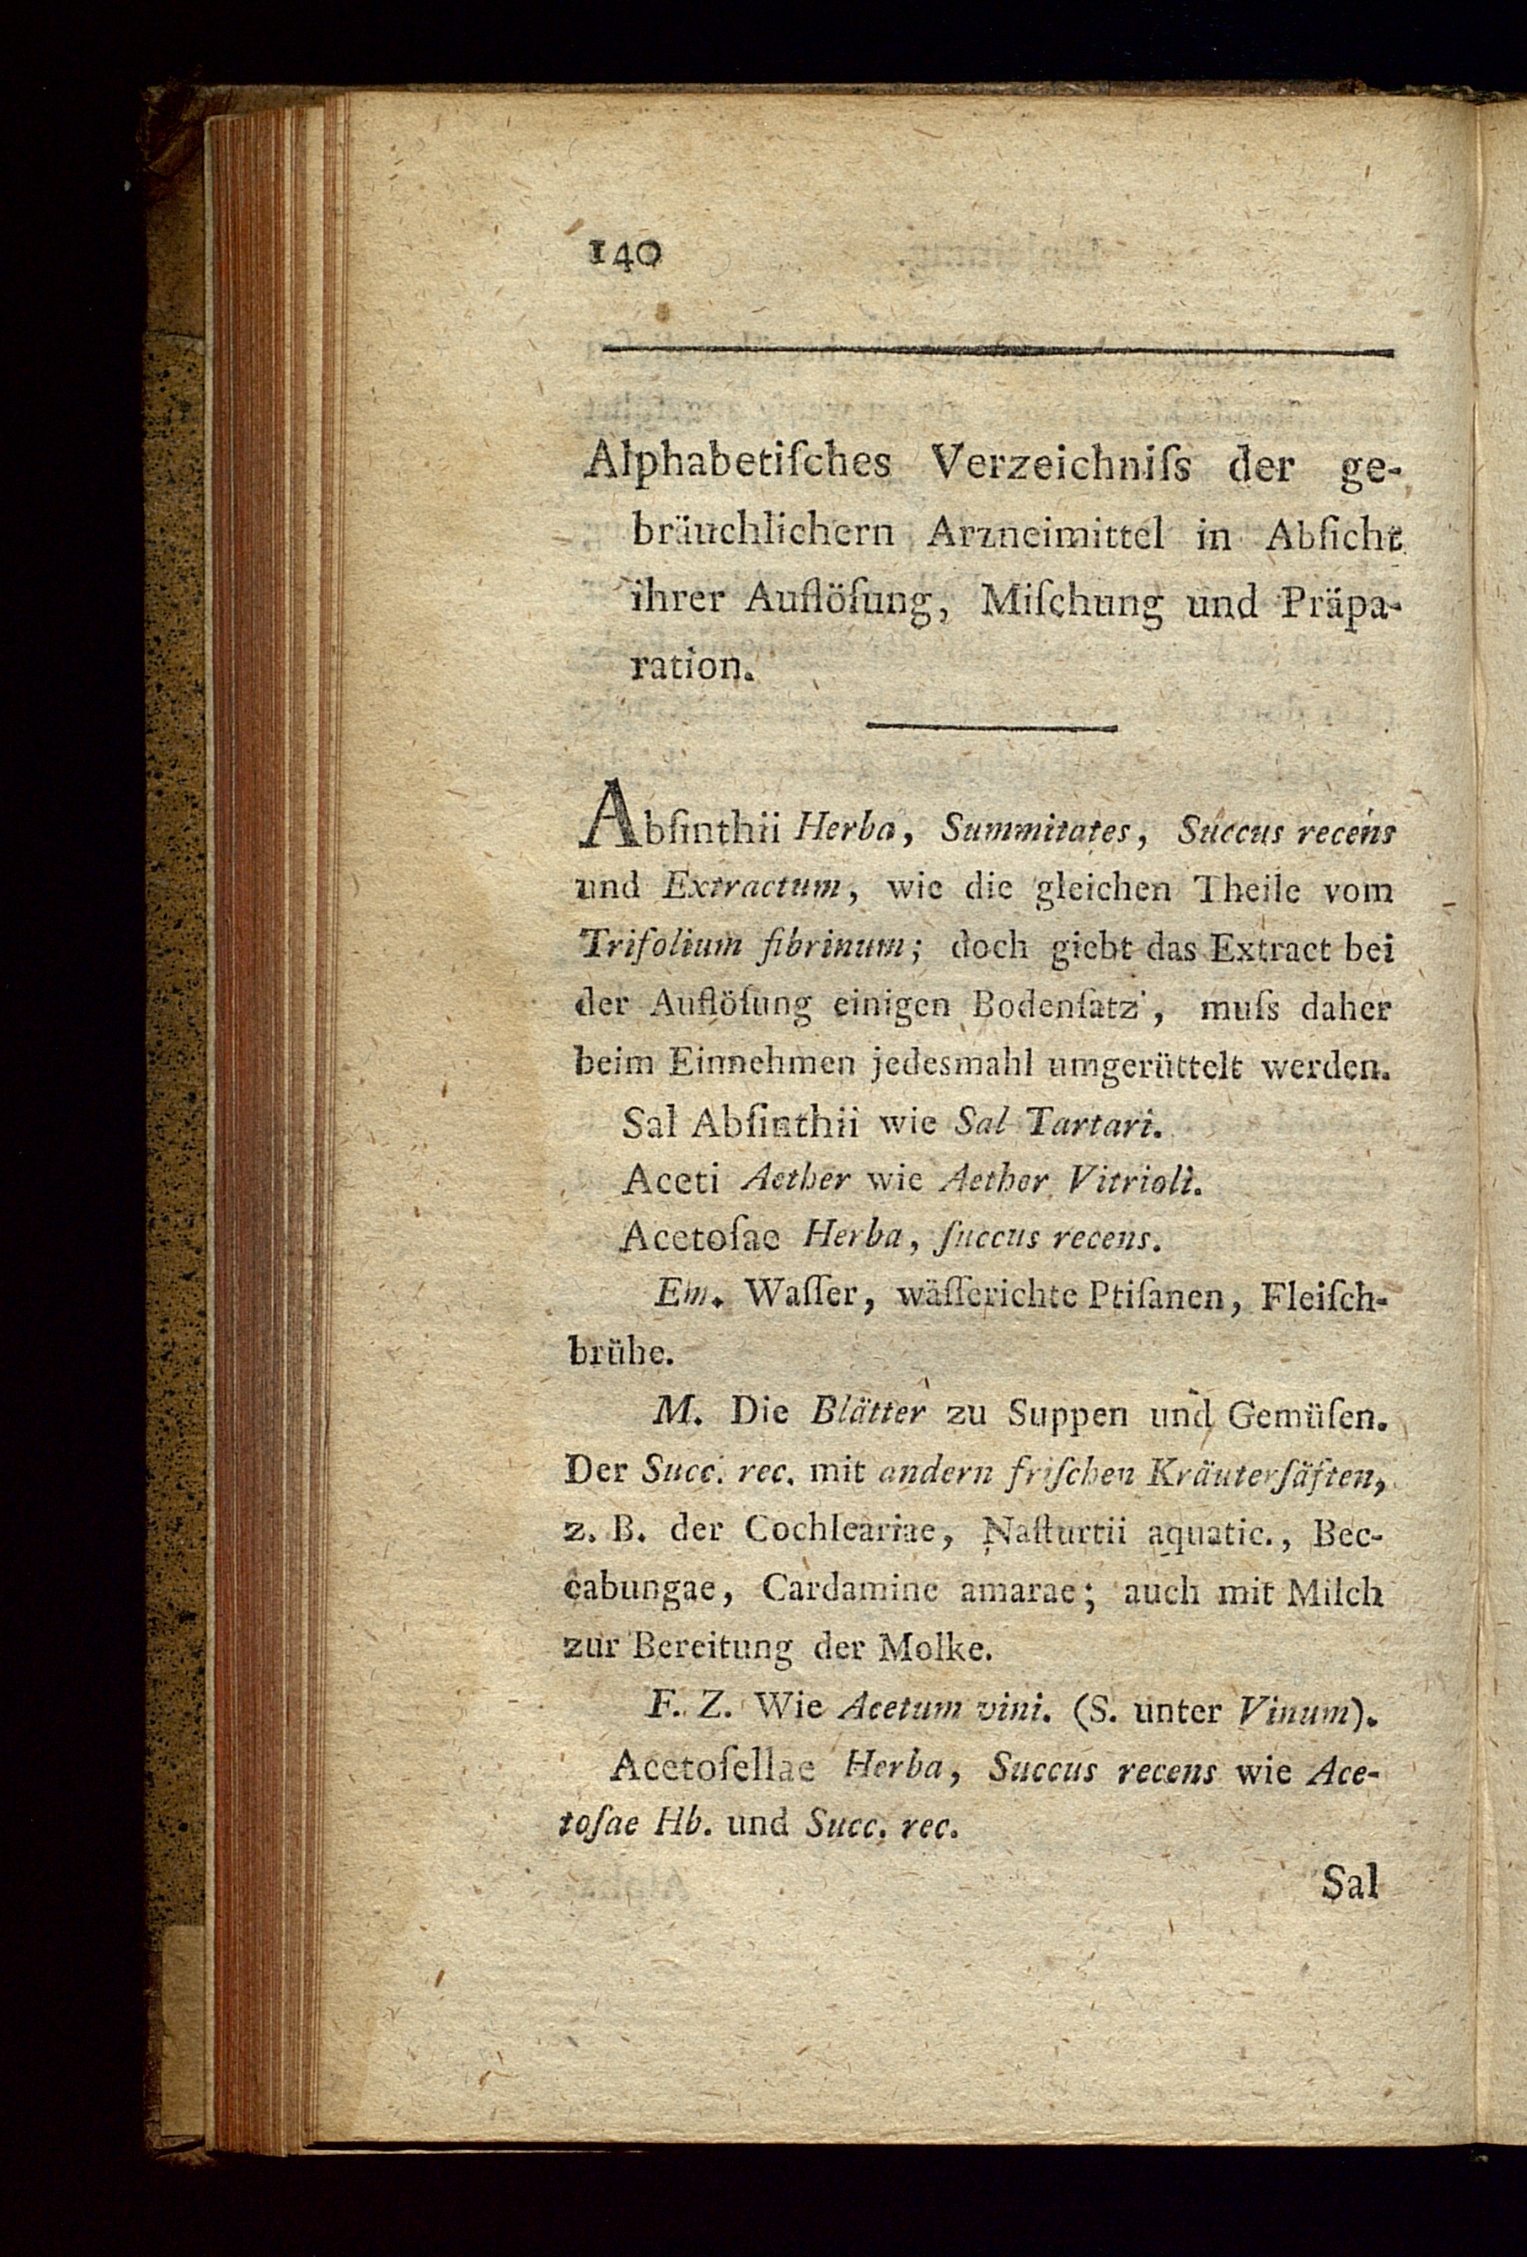 140
Alphabetiſches Verzeichniſs der ge-
bräuchlichern Arzneimittel in Abſicht
ihrer Auflöſung, Miſchung und Präpa-
ration.
Abſinthii Herba, Summitates, Succus recens
und Extractum, wie die gleichen Theile vom
Trifolium fibrinum; doch giebt das Extract bei
der Auflöſung einigen Bodenſatz, muſs daher
beim Einnehmen jedesmahl umgerüttelt werden.
Sal Abſinthii wie Sal Tartari.
Aceti Aether wie Aether Vitrioli.
Acetoſae Herba, ſuccus recens.
Em. Waſſer, wäſſerichte Ptiſanen, Fleiſch-
brühe.
M. Die Blätter zu Suppen und Gemüſen.
Der Succ. rec. mit andern friſchen Kräuterſäften,
z. B. der Cochleariae, Naſturtii aquatic., Bec-
cabungae, Cardamine amarae; auch mit Milch
zur Bereitung der Molke.
F. Z. Wie Acetum vini. (S. unter Vinum).
Acetoſellae Herba, Succus recens wie Ace-
toſae Hb. und Succ. rec.
Sal